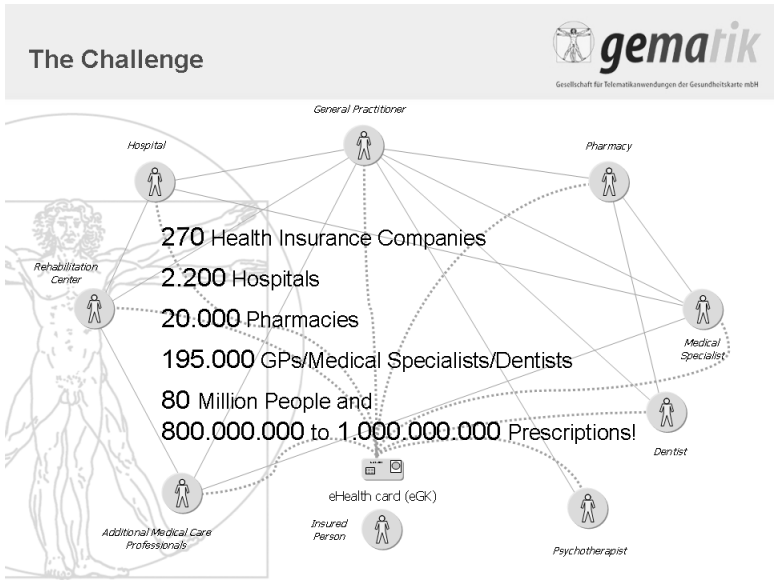 The Challenge
gematik
Gesellschaft für Telematikanwendungen der Gesundheitskarte mbH
General Practitioner
Hospital
Pharmacy
270 Health Insurance Companies
Rehabilitation
Center
2.200 Hospitals
20.000 Pharmacies
Medical
Specialist
195.000 GPs/Medical Specialists/Dentists
80 Million People and
800.000.000 to 1.000.000.000 Prescriptions!
Dentist
eHealth card (eGK)
Additional Medical Care
Professionals
Insured
Person
Psychotherapist